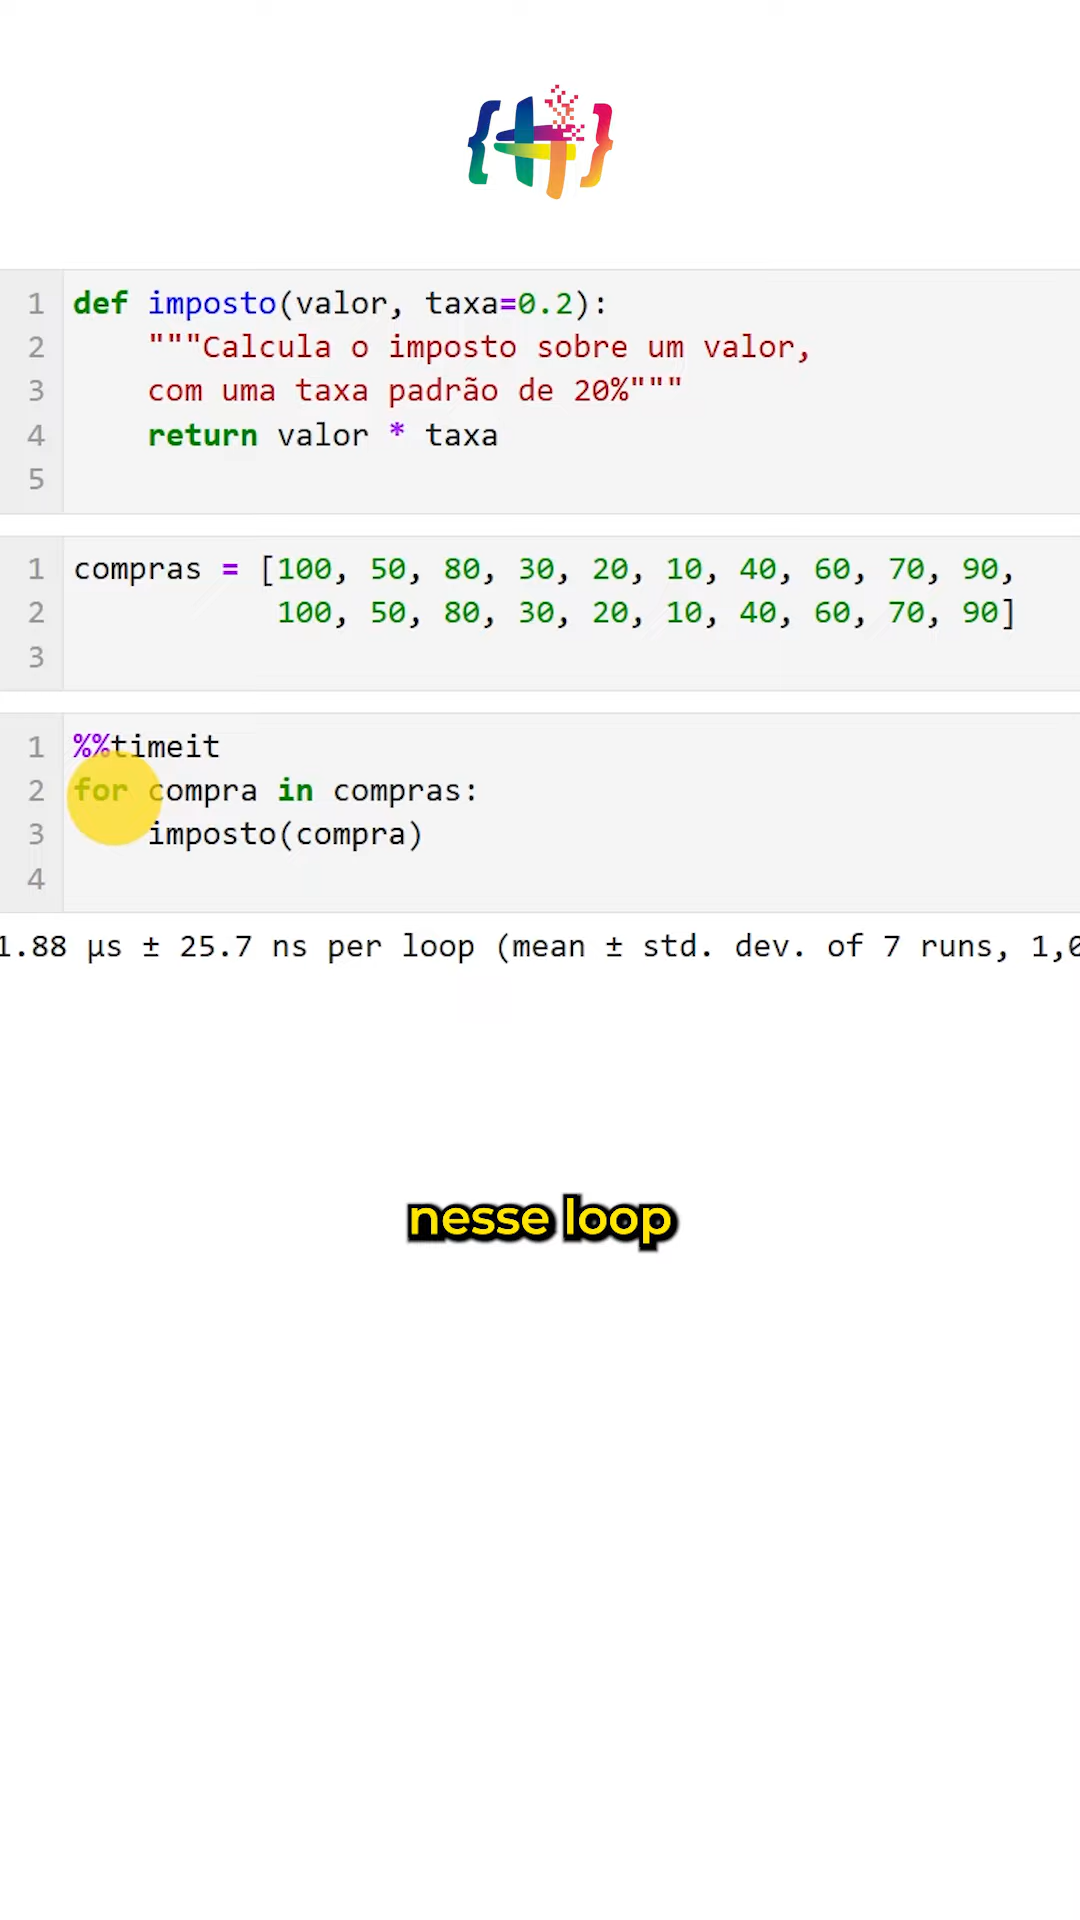 1 def imposto(valor, taxa=0.2):
2 """Calcula o imposto sobre um valor,
3 com uma taxa padrão de 20%"""
4 return valor * taxa
5
1 compras = [100, 50, 80, 30, 20, 10, 40, 60, 70, 90,
2 100, 50, 80, 30, 20, 10, 40, 60, 70, 90]
3
1 %%timeit
2 for compra in compras:
3 imposto(compra)
4
1.88 µs ± 25.7 ns per loop (mean ± std. dev. of 7 runs, 1,0
nesse loop